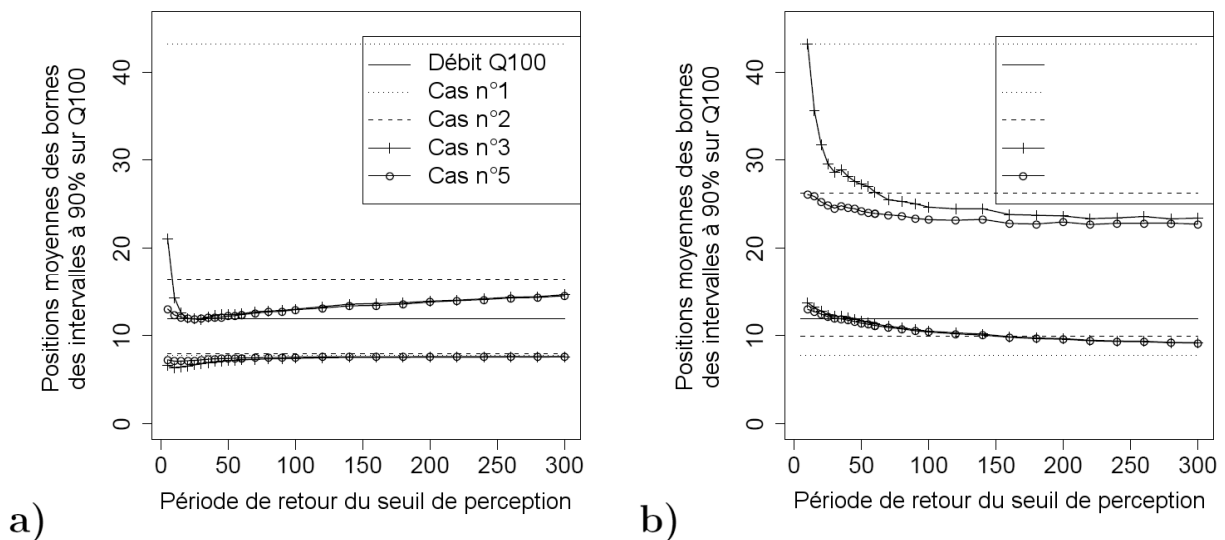 Positions moyennes des bornes
des intervalles à 90% sur Q100
0
10
20
30
40
Débit Q100
Cas n°1
Cas n°2
Cas n°3
Cas n°5
0
50
100
150
200
250
300
Période de retour du seuil de perception
a)
Positions moyennes des bornes
des intervalles à 90% sur Q100
0
10
20
30
40
0
50
100
150
200
250
300
Période de retour du seuil de perception
b)